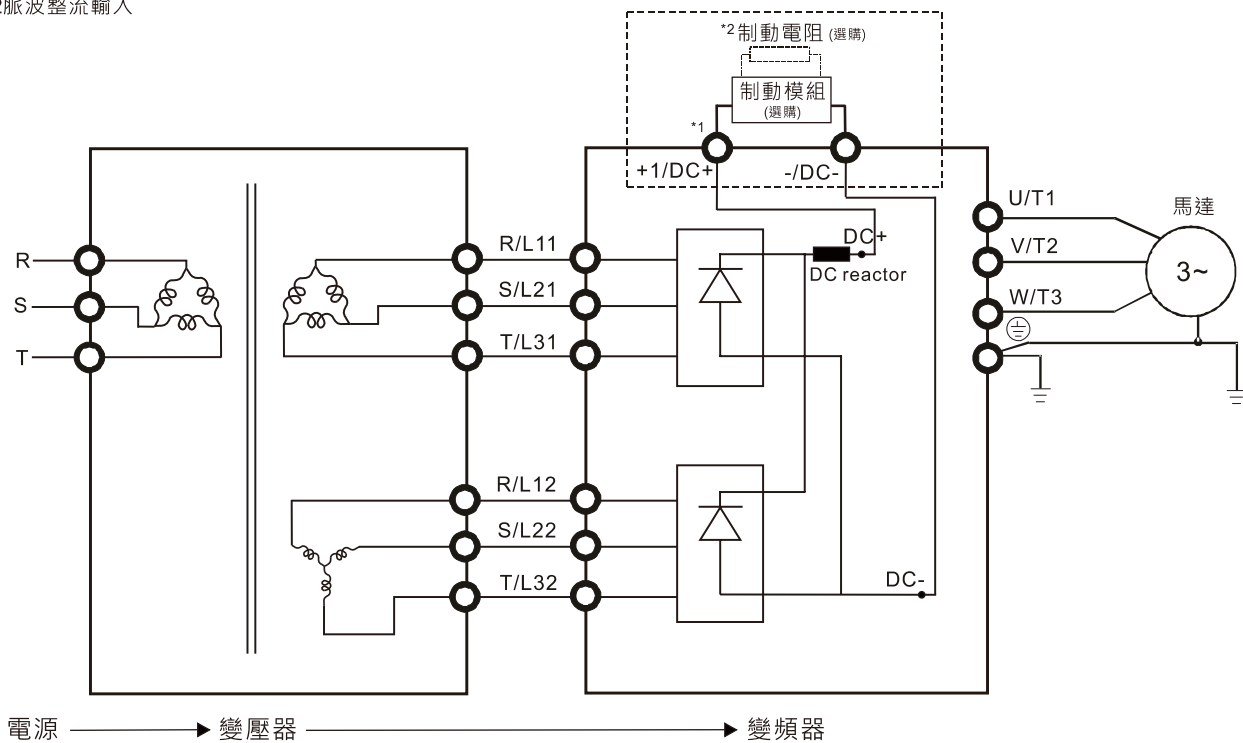 脈波整流輸入
*2 制動電阻 (選購)
制動模組
(選購)
*1
+1/DC+
-/DC-
R
S
T
R/L11
S/L21
T/L31
R/L12
S/L22
T/L32
DC+
DC reactor
DC-
U/T1
V/T2
W/T3
馬達
3~
電源
變壓器
變頻器